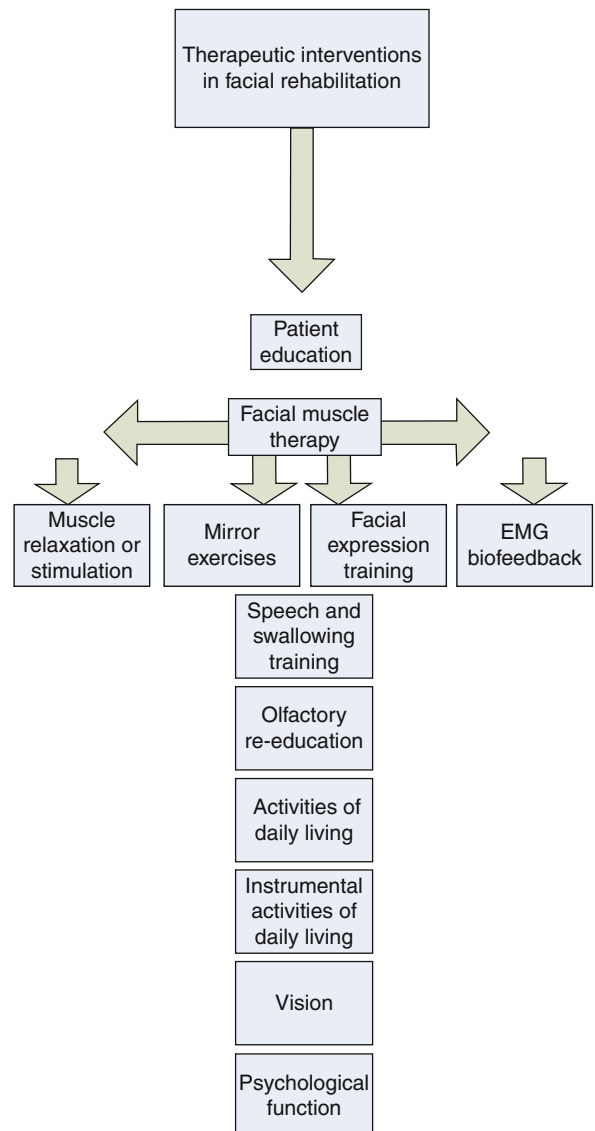 Therapeutic interventions
in facial rehabilitation
Patient
education
Facial muscle
therapy
Muscle
relaxation or
stimulation
Mirror
exercises
Facial
expression
training
EMG
biofeedback
Speech and
swallowing
training
Olfactory
re-education
Activities of
daily living
Instrumental
activities of
daily living
Vision
Psychological
function